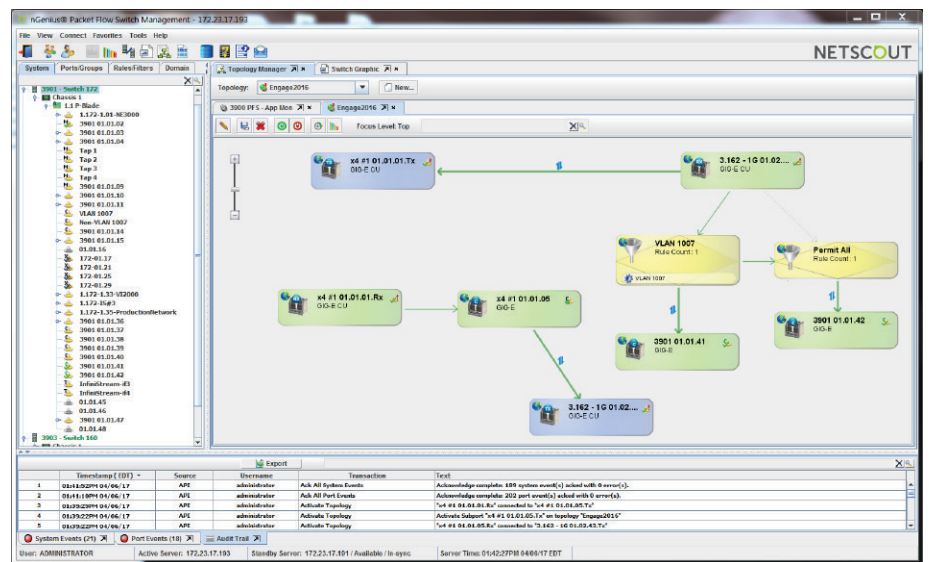 nGenius® Packet Flow Switch Management - 172.23.17.193
File View Connect Favorites Tools Help
NETSCOUT
System Ports/Groups Rules/Filters Domain
Topology Manager Switch Graphic
Topology: Engage2016 New...
3900 PFS - App Mon Engage2016
Focus Level: Top
3901 - Switch 172
Chassis 1
1.1 P-Blade
1.172-1.01-NE3000
3901 01.01.02
3901 01.01.03
3901 01.01.04
Tap 1
Tap 2
Tap 3
Tap 4
3901 01.01.09
3901 01.01.10
3901 01.01.11
VLAN 1007
Non-VLAN 1007
3901 01.01.14
3901 01.01.15
01.01.16
172-01.17
172-01.21
172-01.25
172-01.29
1.172-1.33-VI2000
1.172-IS#3
1.172-1.35-ProductionNetwork
3901 01.01.36
3901 01.01.37
3901 01.01.38
3901 01.01.39
3901 01.01.40
3901 01.01.41
3901 01.01.42
InfiniStream-if3
InfiniStream-if4
01.01.45
01.01.46
3901 01.01.47
01.01.48
3903 - Switch 160
x4 #1 01.01.01.Tx
GIG-E CU
3.162 - 1G 01.02....
GIG-E CU
VLAN 1007
Rule Count: 1
VLAN 1007
Permit All
Rule Count: 1
x4 #1 01.01.01.Rx
GIG-E CU
x4 #1 01.01.05
GIG-E
3901 01.01.41
GIG-E
3901 01.01.42
GIG-E
3.162 - 1G 01.02....
GIG-E CU
Export
Timestamp ( EDT) Source Username Transaction Text
1 01:41:52PM 04/06/17 API administrator Ack All System Events Acknowledge complete: 189 system event(s) acked with 0 error(s).
2 01:41:10PM 04/06/17 API administrator Ack All Port Events Acknowledge complete: 202 port event(s) acked with 0 error(s).
3 01:39:23PM 04/06/17 API administrator Activate Topology "x4 #1 01.01.01.Rx" connected to "x4 #1 01.01.05.Tx"
4 01:39:22PM 04/06/17 API administrator Activate Topology Activate Subport "x4 #1 01.01.05.Tx" on topology "Engage2016"
5 01:39:22PM 04/06/17 API administrator Activate Topology "x4 #1 01.01.05.Rx" connected to "3.162 - 1G 01.02.43.Tx"
System Events (21) Port Events (18) Audit Trail
User: ADMINISTRATOR Active Server: 172.23.17.193 Standby Server: 172.23.17.101 / Available / In-sync Server Time: 01:42:27PM 04/06/17 EDT